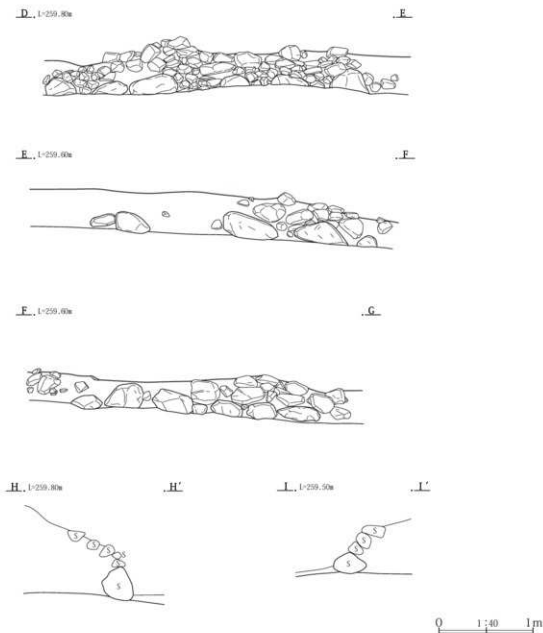 D L=259.80m E
E L=259.60m F
F L=259.60m G
H L=259.80m H′ I L=259.50m I′
S S S S S
S S S S
S
S
0 1:40 1m